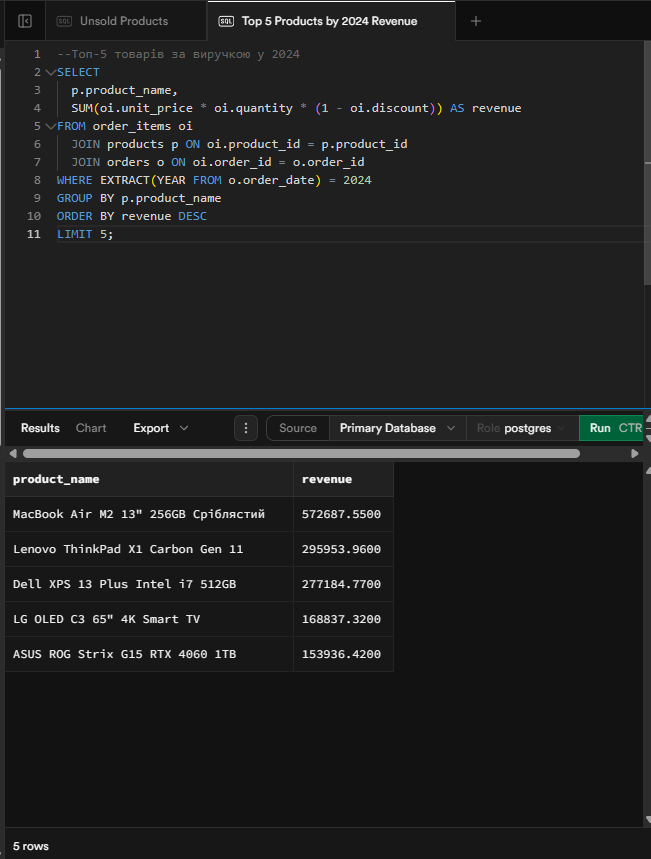 SQL Unsold Products
SQL Top 5 Products by 2024 Revenue
1 --Топ-5 товарів за виручкою у 2024
2 SELECT
3 p.product_name,
4 SUM(oi.unit_price * oi.quantity * (1 - oi.discount)) AS revenue
5 FROM order_items oi
6 JOIN products p ON oi.product_id = p.product_id
7 JOIN orders o ON oi.order_id = o.order_id
8 WHERE EXTRACT(YEAR FROM o.order_date) = 2024
9 GROUP BY p.product_name
10 ORDER BY revenue DESC
11 LIMIT 5;
Results Chart Export Source Primary Database Role postgres Run CTR
product_name revenue
MacBook Air M2 13" 256GB Сріблястий 572687.5500
Lenovo ThinkPad X1 Carbon Gen 11 295953.9600
Dell XPS 13 Plus Intel i7 512GB 277184.7700
LG OLED C3 65" 4K Smart TV 168837.3200
ASUS ROG Strix G15 RTX 4060 1TB 153936.4200
5 rows